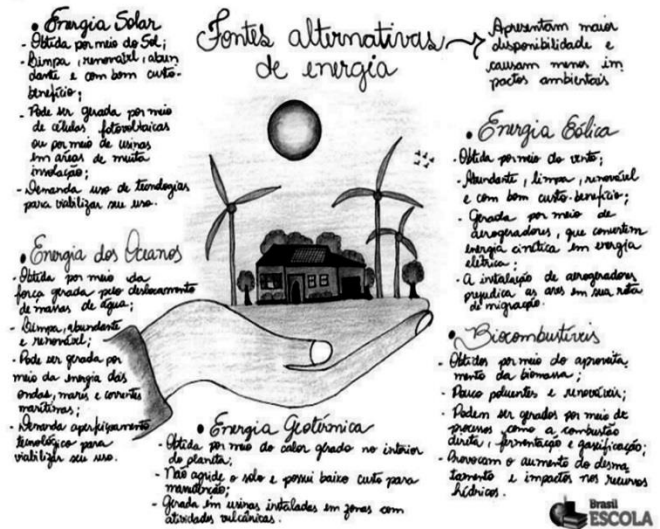 Fontes alternativas
de energia
Apresentam maior
disponibilidade e
causam menos im
pactos ambientais
• Energia Solar
- Obtida por meio do Sol;
- Limpa, renovável, abun
dante e com bom custo-
benefício;
- Pode ser gerada por meio
de células fotovoltaicas
ou por meio de usinas
em áreas de muita
insolação;
- Demanda uso de tecnologias
para viabilizar seu uso.
• Energia dos Oceanos
- Obtida por meio da
força gerada pelo deslocamento
de massas de água;
- Limpa, abundante
e renovável;
- Pode ser gerada por
meio da energia das
ondas, marés e correntes
marítimas;
- Demanda aperfeiçoamento
tecnológico para
viabilizar seu uso.
• Energia Geotérmica
- Obtida por meio do calor gerado no interior
do planeta;
- Não agride o solo e possui baixo custo para
manutenção;
- Gerada em usinas instaladas em zonas com
atividades vulcânicas.
• Energia Eólica
- Obtida por meio do vento;
- Abundante, limpa, renovável
e com bom custo-benefício;
- Gerada por meio de
aerogeradores, que convertem
energia cinética em energia
elétrica;
- A instalação de aerogeradores
prejudica as aves em sua rota
de migração.
• Biocombustíveis
- Obtidos por meio do aproveita
mento da biomassa;
- Pouco poluentes e renováveis;
- Podem ser gerados por meio de
processos como a combustão
direta, fermentação e gaseificação;
- Provocam o aumento do desma
tamento e impactos nos recursos
hídricos.
Brasil
ESCOLA